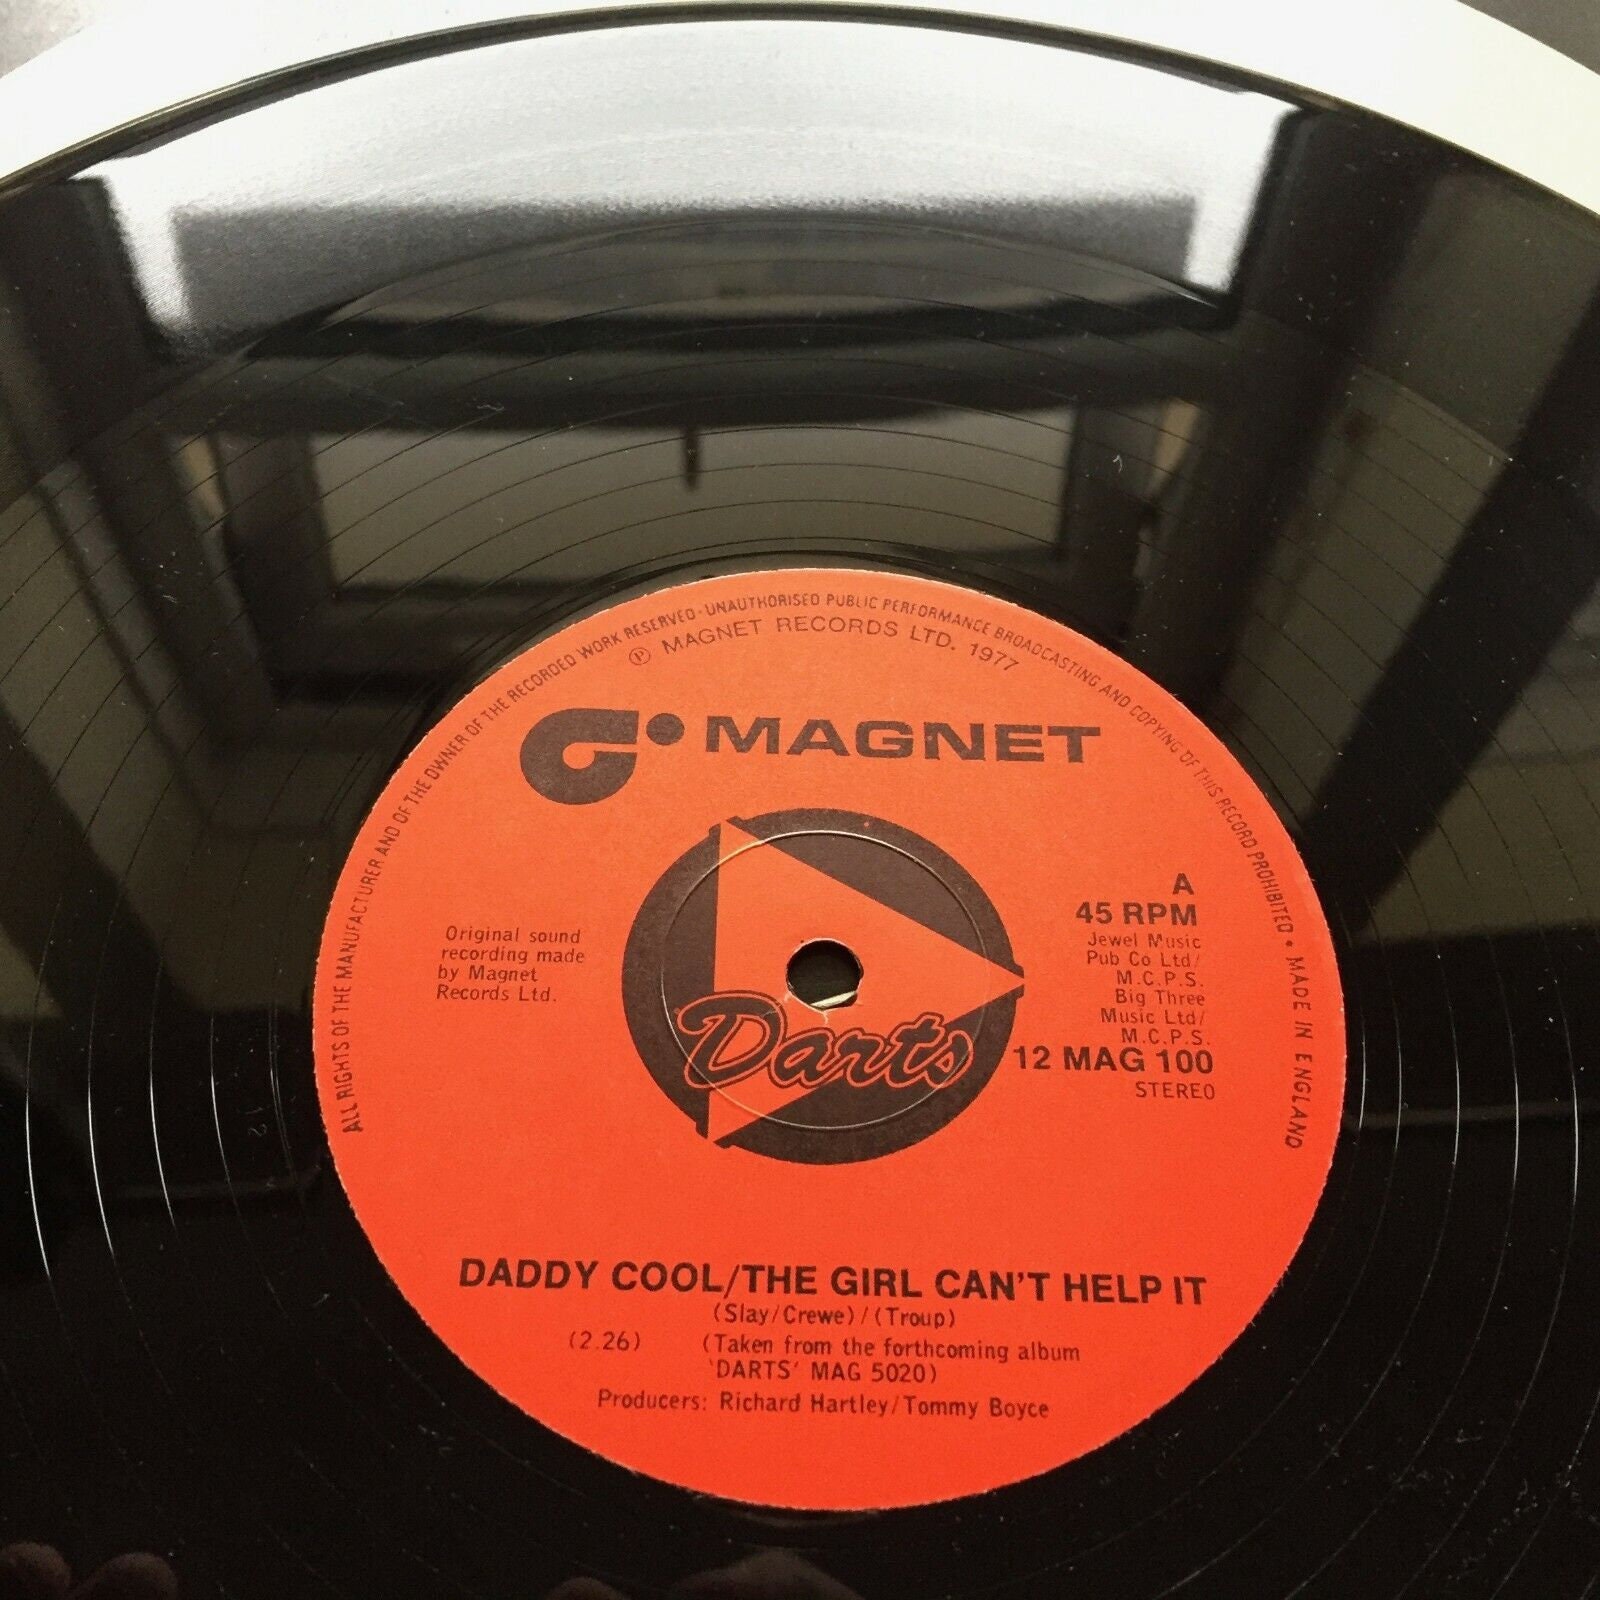 ALL RIGHTS OF THE MANUFACTURER AND OF THE OWNER OF THE RECORDED WORK RESERVED · UNAUTHORISED PUBLIC PERFORMANCE BROADCASTING AND COPYING OF THIS RECORD PROHIBITED • MADE IN ENGLAND
℗ MAGNET RECORDS LTD. 1977
MAGNET
Original sound
recording made
by Magnet
Records Ltd.
A
45 RPM
Jewel Music
Pub Co Ltd/
M.C.P.S.
Big Three
Music Ltd/
M.C.P.S.
12 MAG 100
STEREO
Darts
DADDY COOL/THE GIRL CAN'T HELP IT
(Slay/Crewe)/(Troup)
(2.26) (Taken from the forthcoming album
'DARTS' MAG 5020)
Producers: Richard Hartley/Tommy Boyce
12